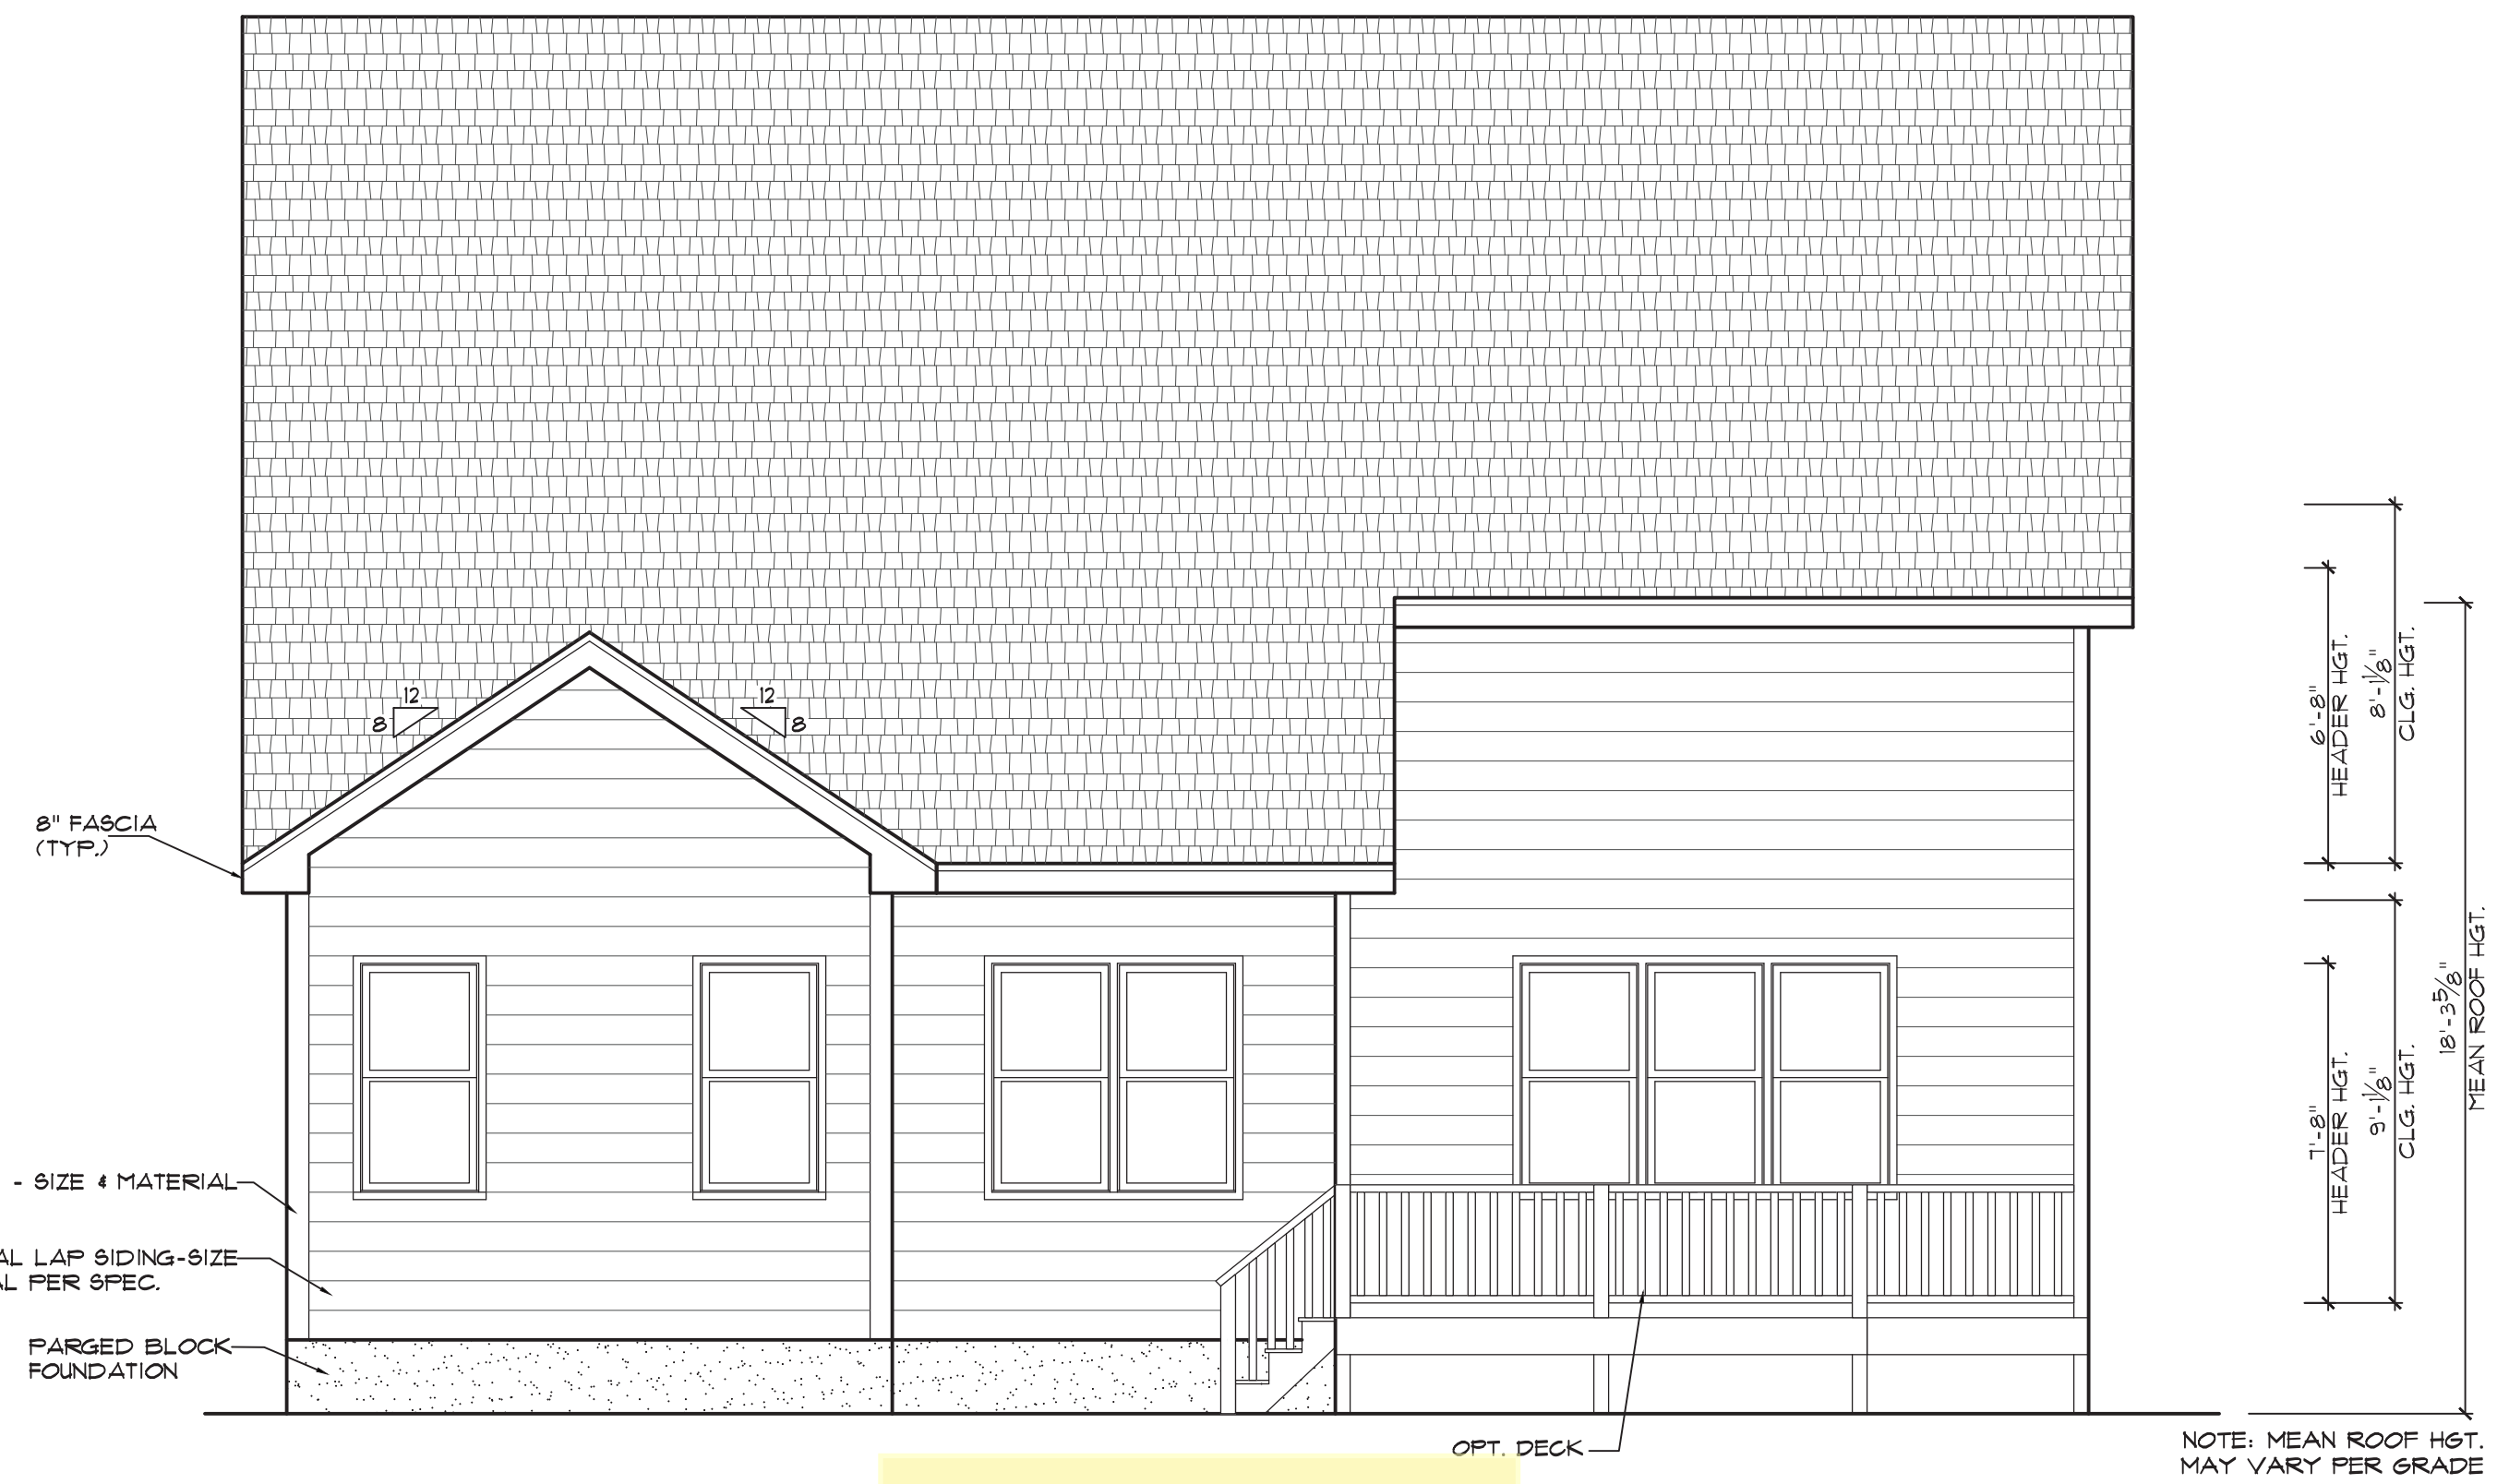 12
8
12
8
8" FASCIA
(TYP.)
- SIZE & MATERIAL
AL LAP SIDING-SIZE
AL PER SPEC.
PARGED BLOCK
FOUNDATION
OPT. DECK
6'-8"
HEADER HGT.
8'-1⅛"
CLG. HGT.
7'-8"
HEADER HGT.
9'-1⅛"
CLG. HGT.
18'-3⅝"
MEAN ROOF HGT.
NOTE: MEAN ROOF HGT.
MAY VARY PER GRADE